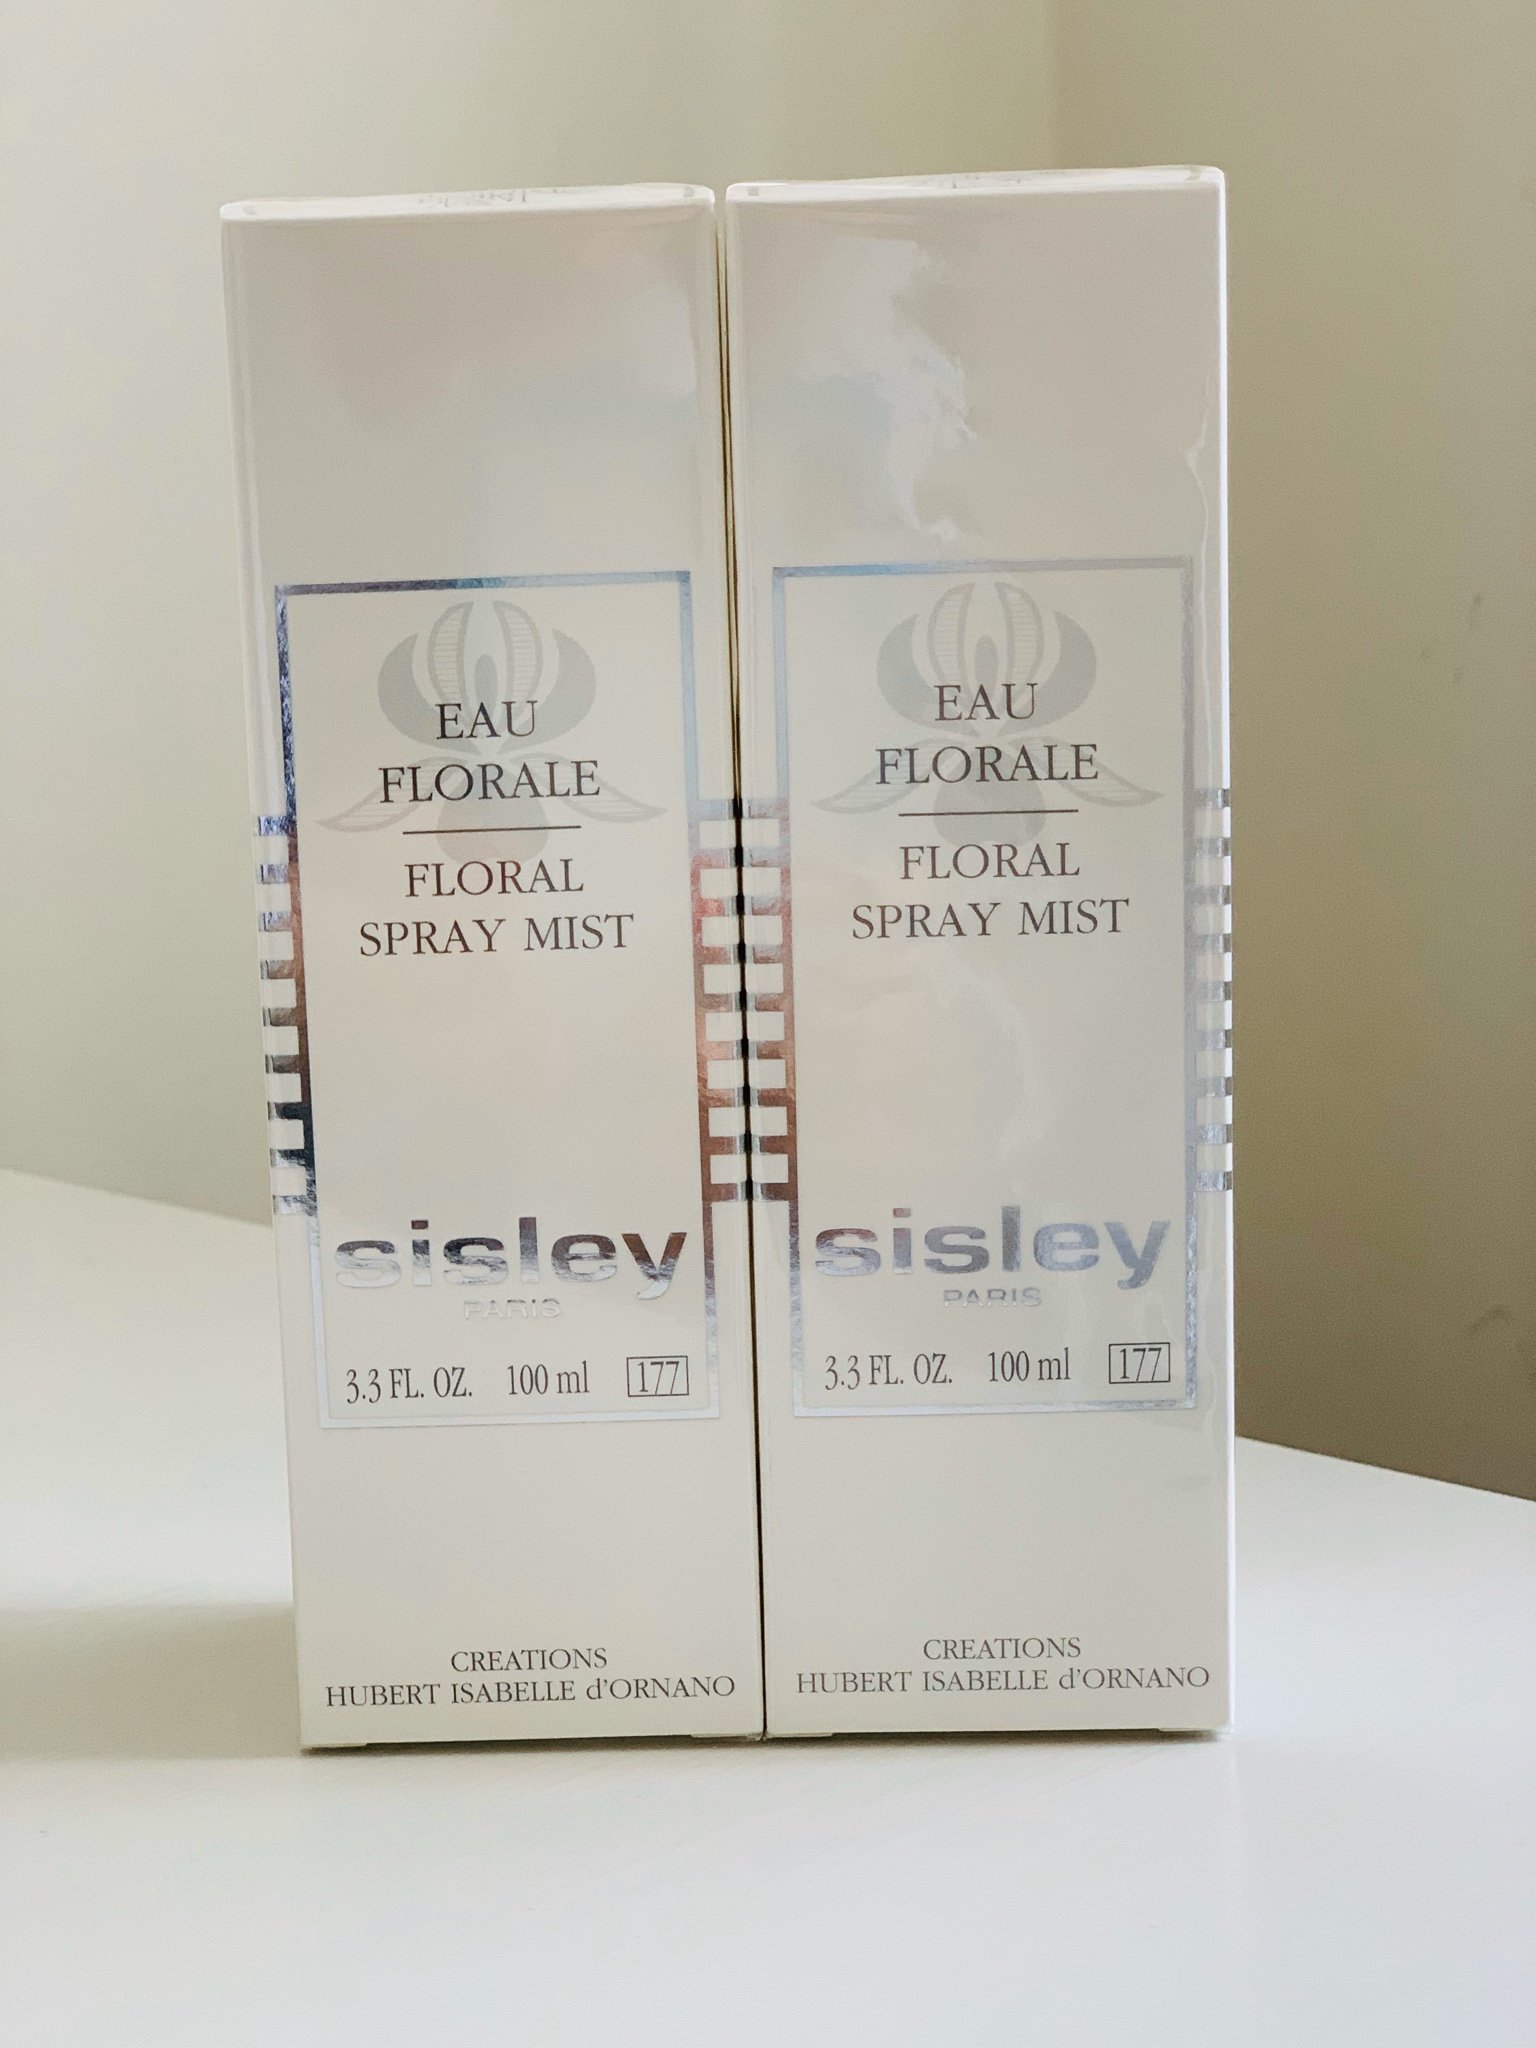 EAU
FLORALE
FLORAL
SPRAY MIST
sisley
PARIS
3.3 FL. OZ. 100 ml 177
CREATIONS
HUBERT ISABELLE d'ORNANO
EAU
FLORALE
FLORAL
SPRAY MIST
sisley
PARIS
3.3 FL. OZ. 100 ml 177
CREATIONS
HUBERT ISABELLE d'ORNANO